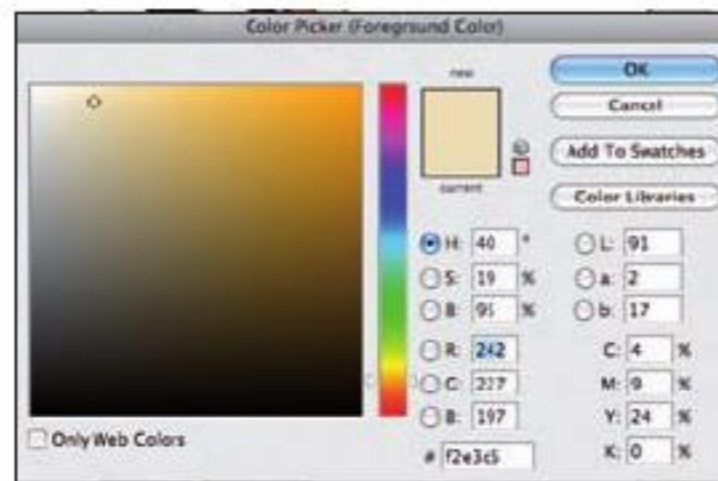 Color Picker (Foreground Color)
new
current
OK
Cancel
Add To Swatches
Color Libraries
H: 40 °
S: 19 %
B: 95 %
R: 242
G: 227
B: 197
# f2e3c5
L: 91
a: 2
b: 17
C: 4 %
M: 9 %
Y: 24 %
K: 0 %
Only Web Colors